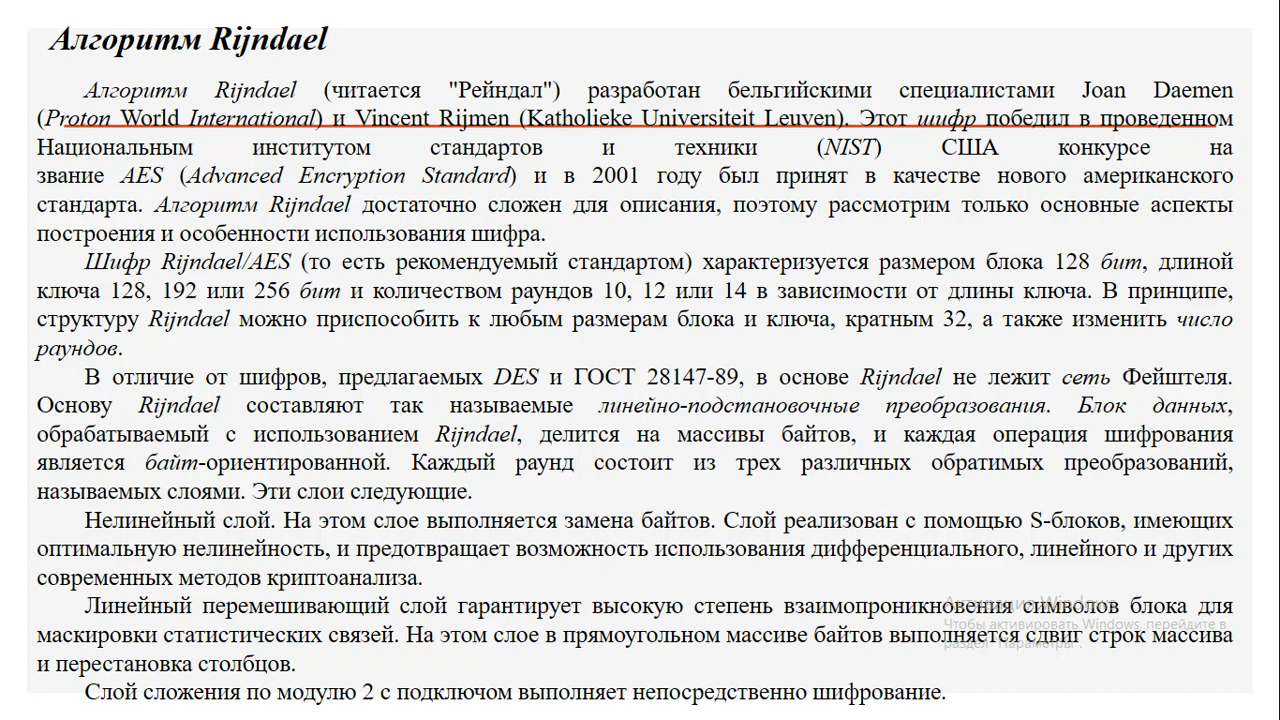 Алгоритм Rijndael
Алгоритм Rijndael (читается "Рейндал") разработан бельгийскими специалистами Joan Daemen
(Proton World International) и Vincent Rijmen (Katholieke Universiteit Leuven). Этот шифр победил в проведенном
Национальным институтом стандартов и техники (NIST) США конкурсе на
звание AES (Advanced Encryption Standard) и в 2001 году был принят в качестве нового американского
стандарта. Алгоритм Rijndael достаточно сложен для описания, поэтому рассмотрим только основные аспекты
построения и особенности использования шифра.
Шифр Rijndael/AES (то есть рекомендуемый стандартом) характеризуется размером блока 128 бит, длиной
ключа 128, 192 или 256 бит и количеством раундов 10, 12 или 14 в зависимости от длины ключа. В принципе,
структуру Rijndael можно приспособить к любым размерам блока и ключа, кратным 32, а также изменить число
раундов.
В отличие от шифров, предлагаемых DES и ГОСТ 28147-89, в основе Rijndael не лежит сеть Фейштеля.
Основу Rijndael составляют так называемые линейно-подстановочные преобразования. Блок данных,
обрабатываемый с использованием Rijndael, делится на массивы байтов, и каждая операция шифрования
является байт-ориентированной. Каждый раунд состоит из трех различных обратимых преобразований,
называемых слоями. Эти слои следующие.
Нелинейный слой. На этом слое выполняется замена байтов. Слой реализован с помощью S-блоков, имеющих
оптимальную нелинейность, и предотвращает возможность использования дифференциального, линейного и других
современных методов криптоанализа.
Линейный перемешивающий слой гарантирует высокую степень взаимопроникновения символов блока для
маскировки статистических связей. На этом слое в прямоугольном массиве байтов выполняется сдвиг строк массива
и перестановка столбцов.
Слой сложения по модулю 2 с подключом выполняет непосредственно шифрование.
Активация Windows
Чтобы активировать Windows, перейдите в
раздел "Параметры".